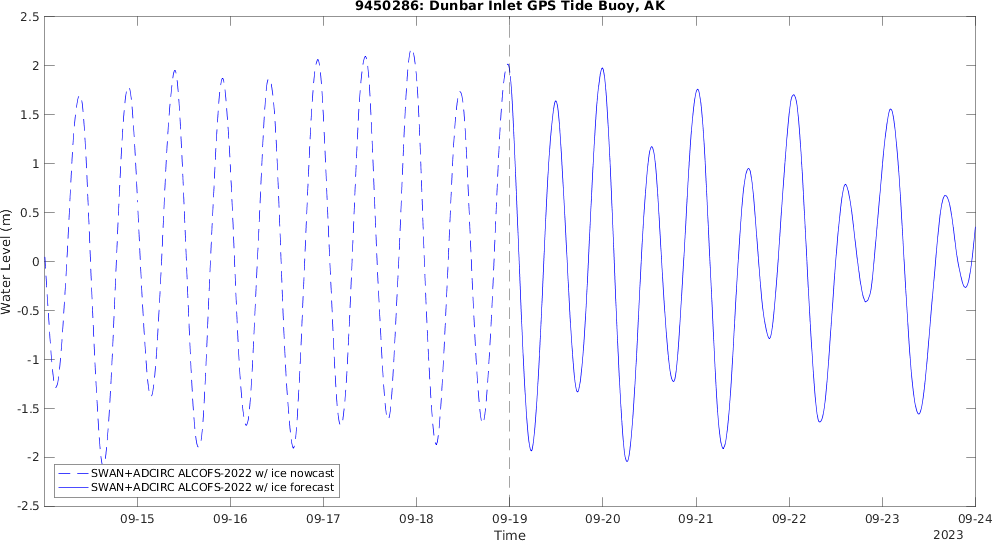 9450286: Dunbar Inlet GPS Tide Buoy, AK
Water Level (m)
2.5
2
1.5
1
0.5
0
-0.5
-1
-1.5
-2
-2.5
SWAN+ADCIRC ALCOFS-2022 w/ ice nowcast
SWAN+ADCIRC ALCOFS-2022 w/ ice forecast
09-15 09-16 09-17 09-18 09-19 09-20 09-21 09-22 09-23 09-24
Time
2023